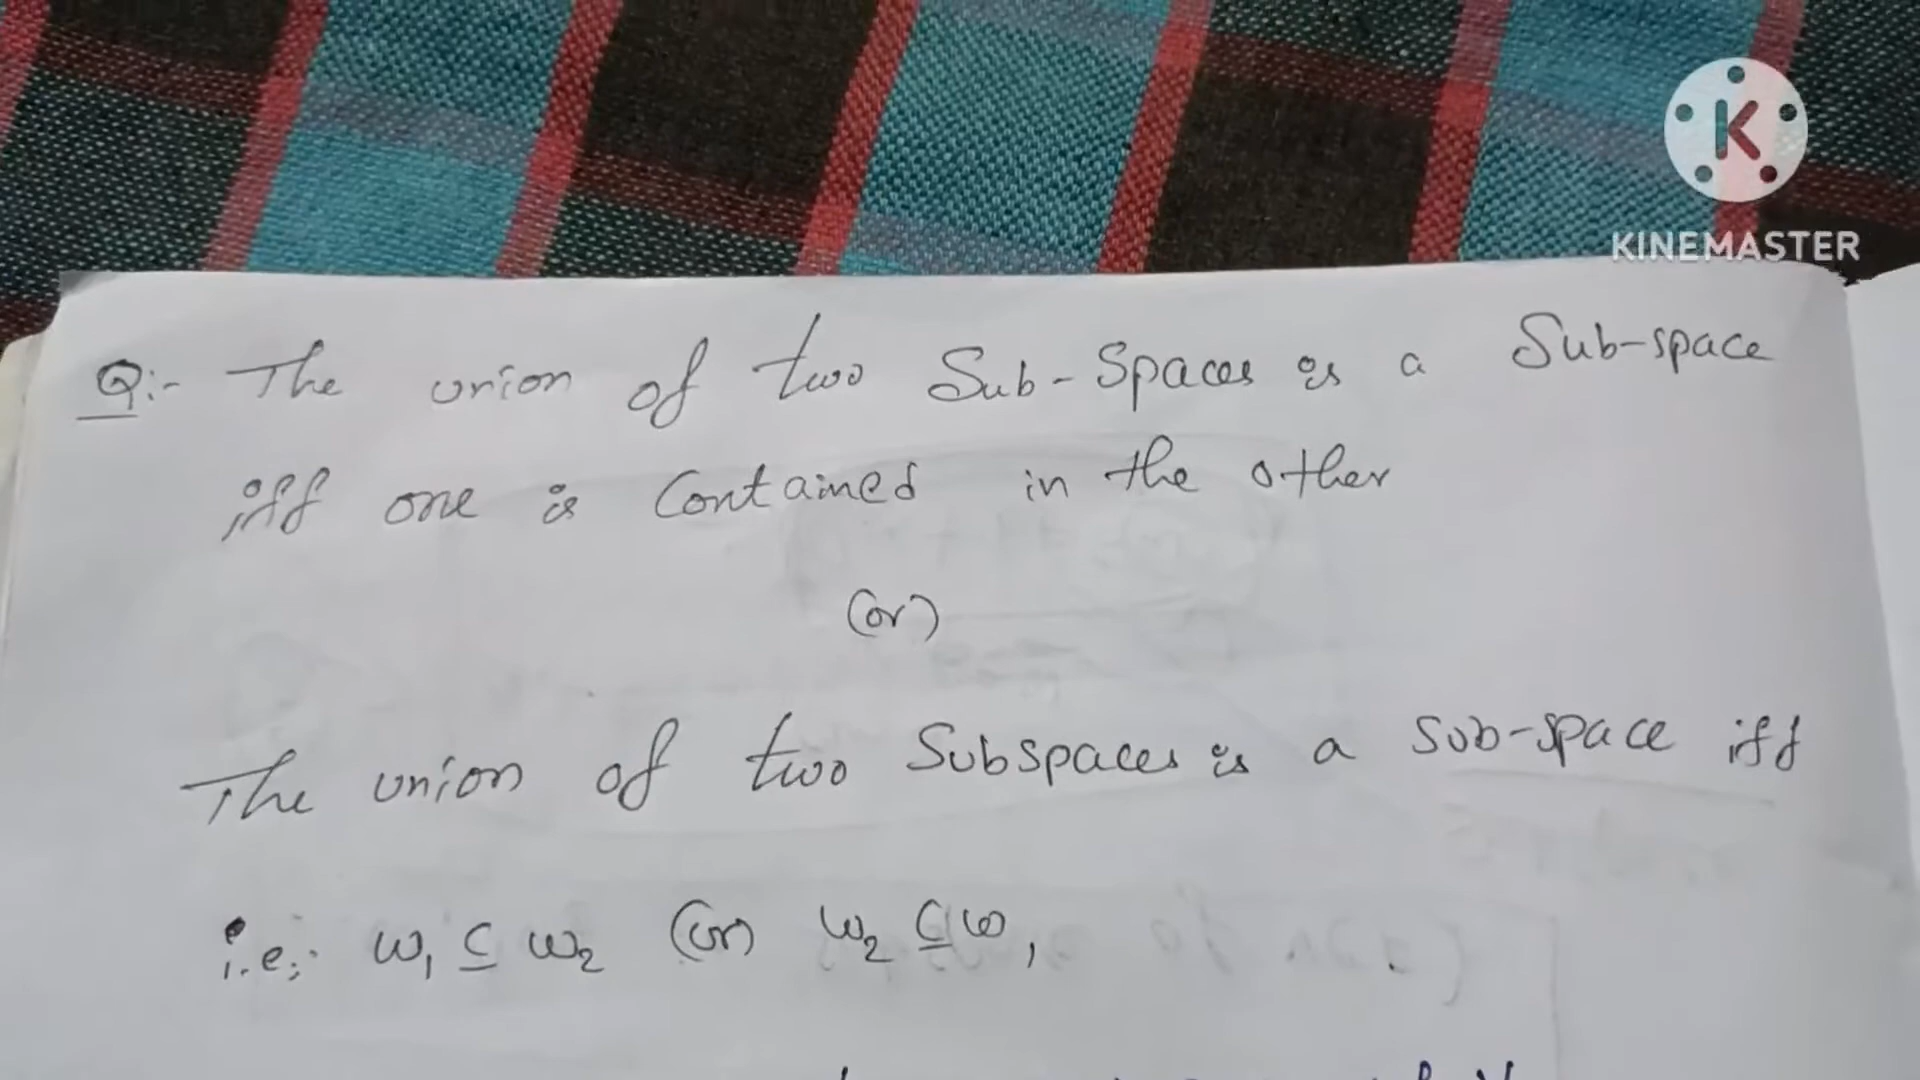 KINEMASTER
Q:- The union of two Sub-Spaces is a Sub-space
iff one is Contained in the other
(or)
The union of two Subspaces is a sub-space iff
i.e:- W₁ ⊆ W₂ (or) W₂ ⊆ W₁